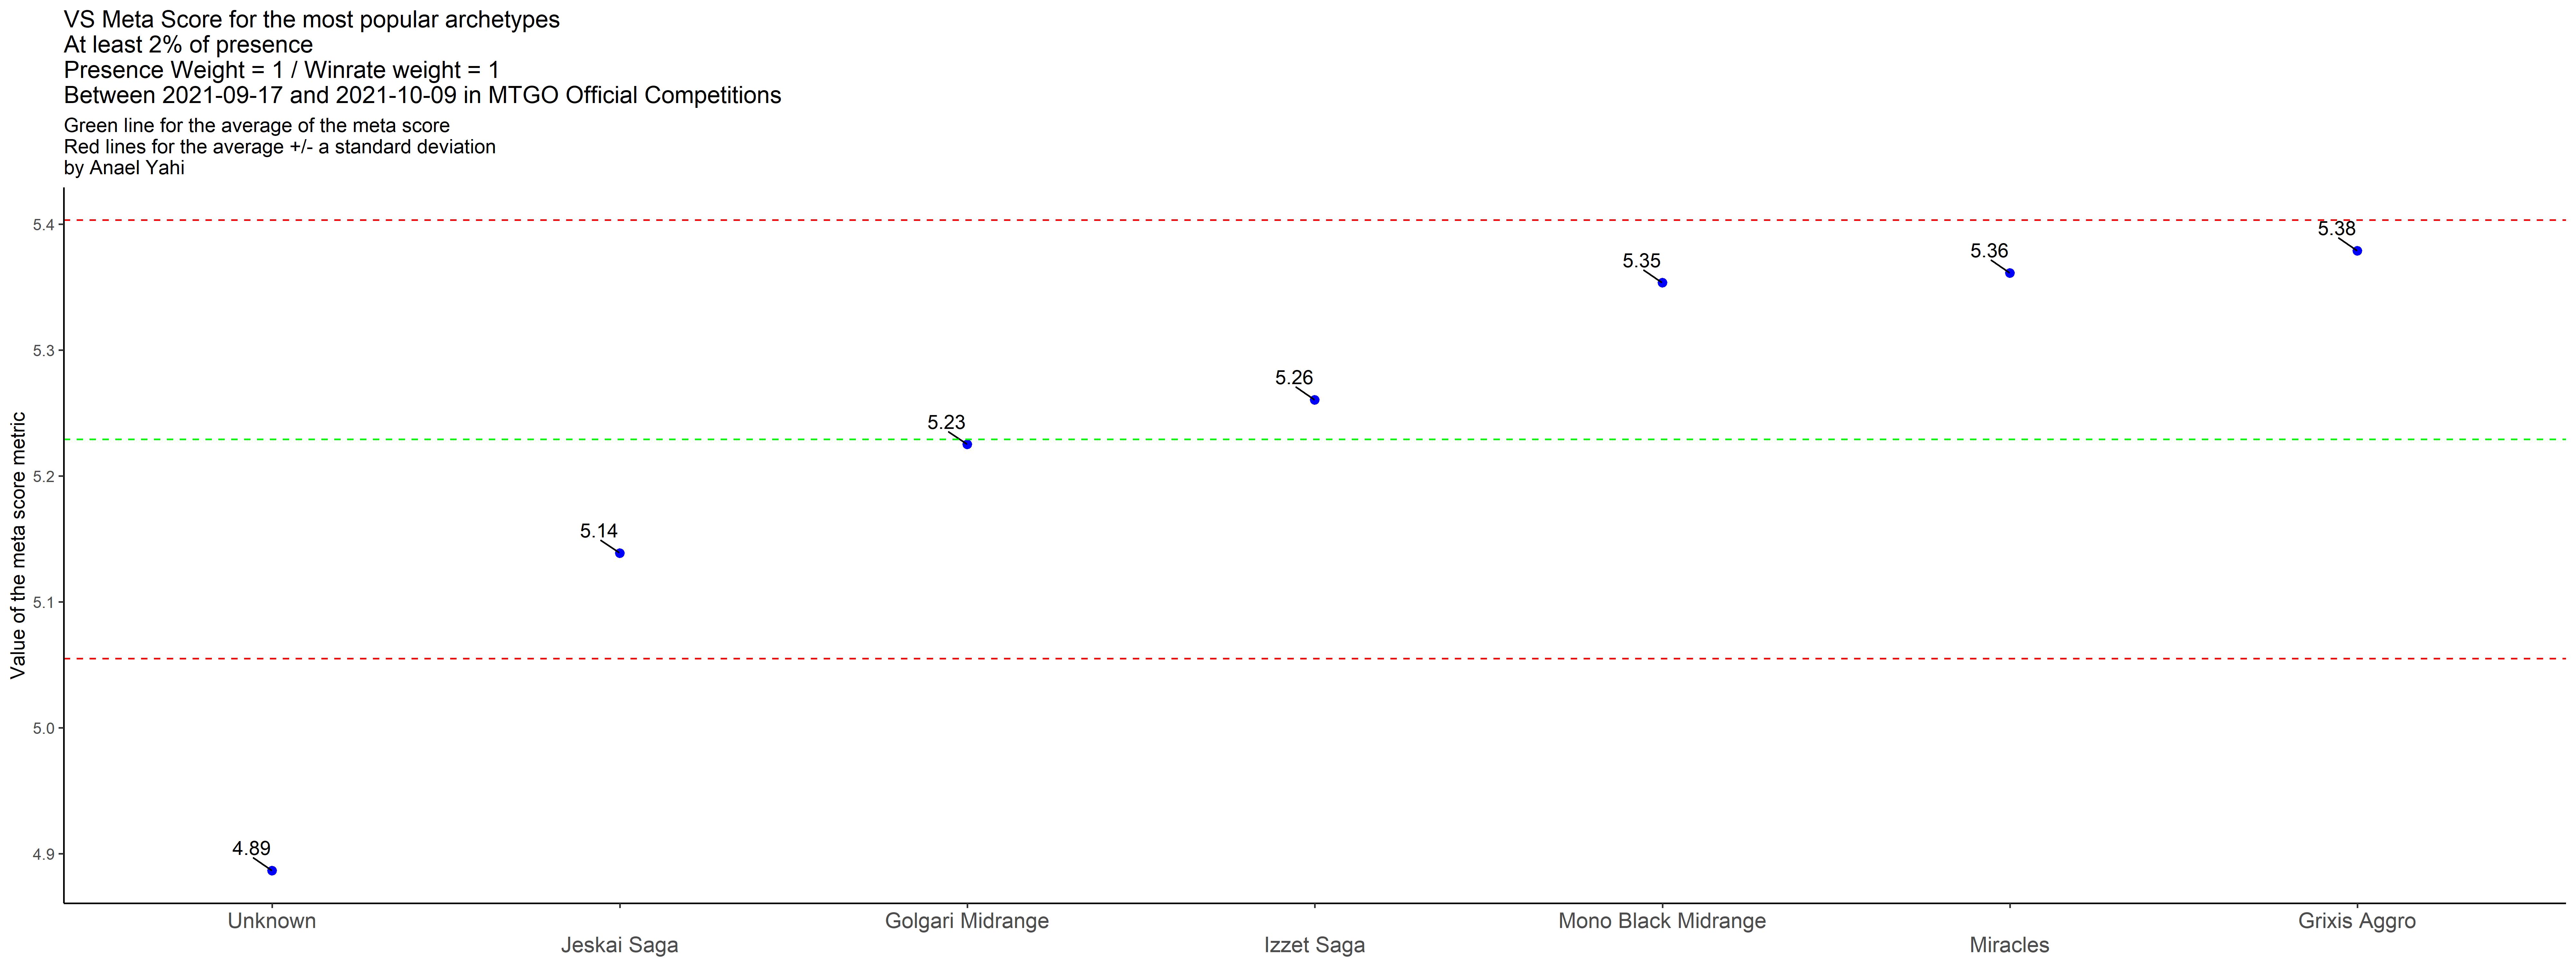 VS Meta Score for the most popular archetypes
At least 2% of presence
Presence Weight = 1 / Winrate weight = 1
Between 2021-09-17 and 2021-10-09 in MTGO Official Competitions
Green line for the average of the meta score
Red lines for the average +/- a standard deviation
by Anael Yahi
Value of the meta score metric
5.4
5.3
5.2
5.1
5.0
4.9
4.89
5.14
5.23
5.26
5.35
5.36
5.38
Unknown
Jeskai Saga
Golgari Midrange
Izzet Saga
Mono Black Midrange
Miracles
Grixis Aggro